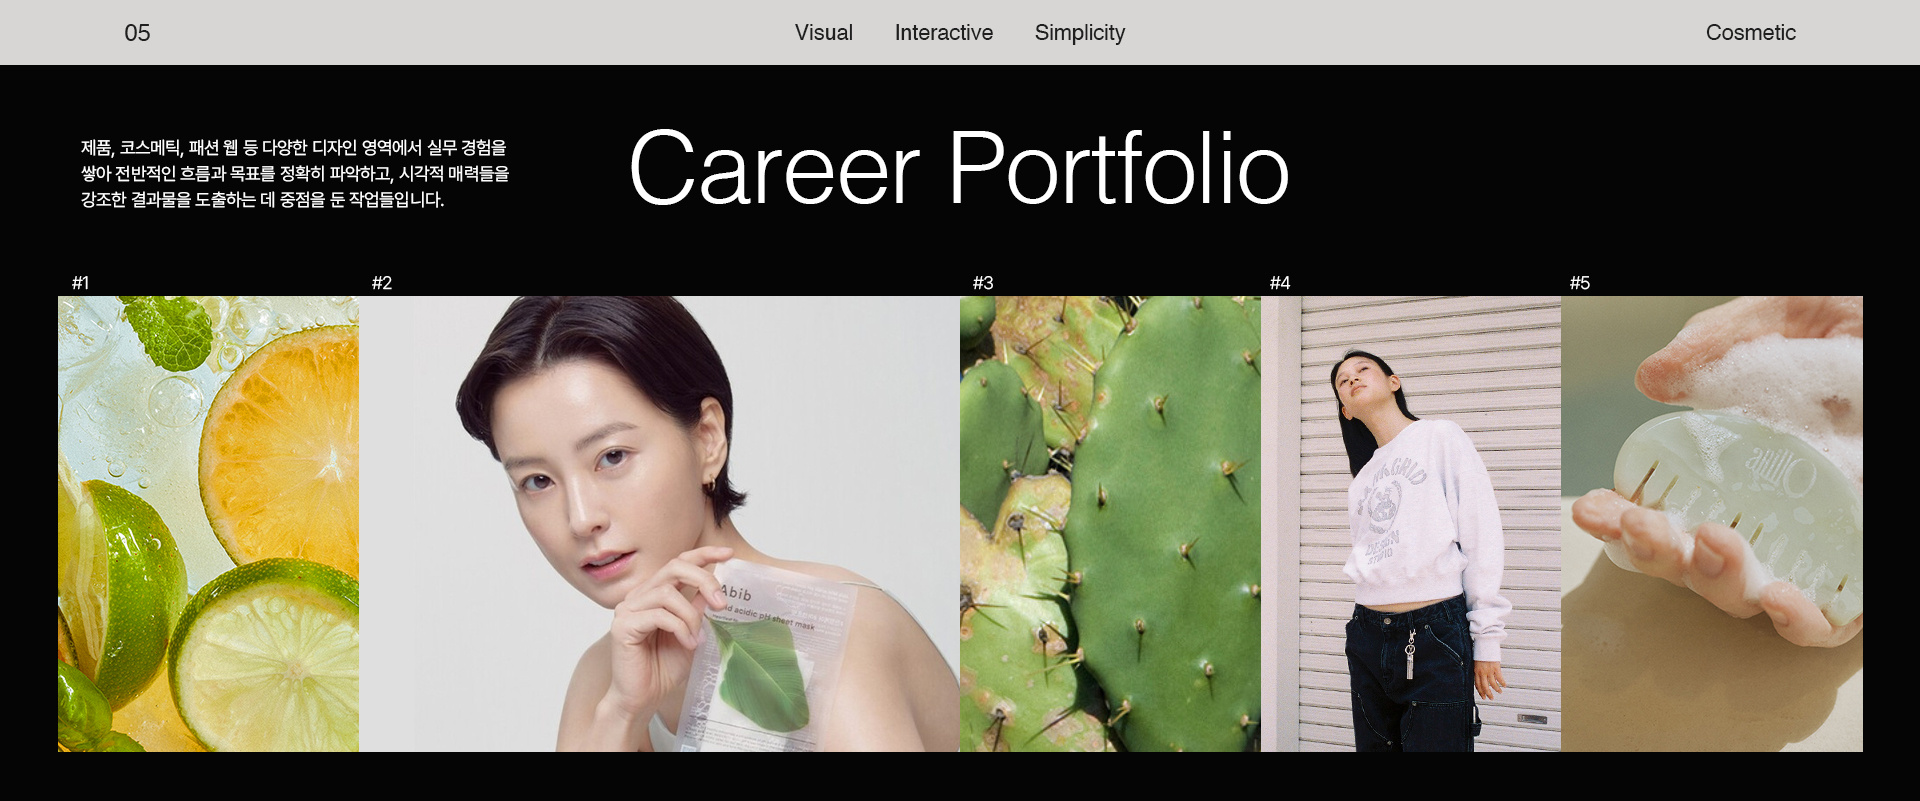 05
Visual Interactive Simplicity
Cosmetic
제품, 코스메틱, 패션 웹 등 다양한 디자인 영역에서 실무 경험을
쌓아 전반적인 흐름과 목표를 정확히 파악하고, 시각적 매력들을
강조한 결과물을 도출하는 데 중점을 둔 작업들입니다.
Career Portfolio
#1
#2
#3
#4
#5
Abib
acidic pH sheet mask
DESIGN
STUDIO